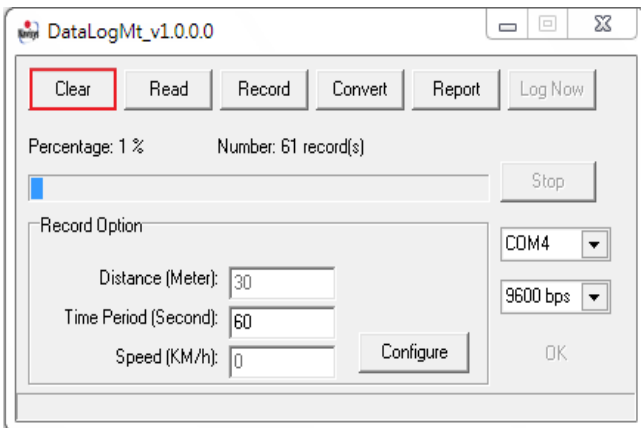 DataLogMt_v1.0.0.0
Clear Read Record Convert Report Log Now
Percentage: 1 % Number: 61 record(s)
Stop
Record Option
COM4
Distance (Meter): 30
9600 bps
Time Period (Second): 60
Speed (KM/h): 0
Configure
OK